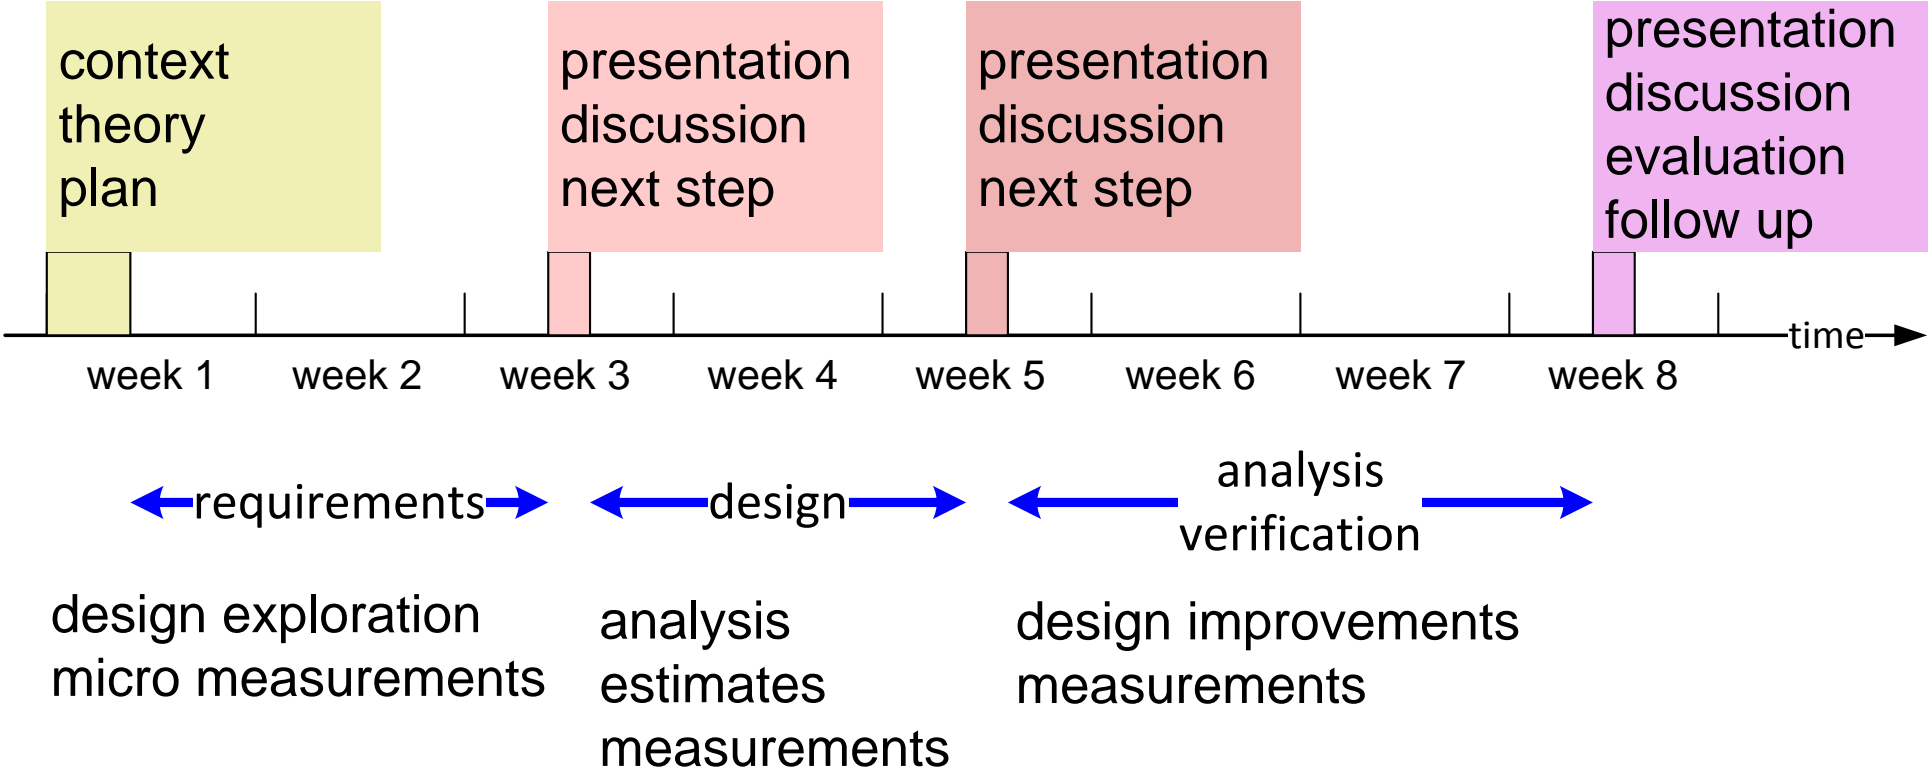 context
theory
plan
presentation
discussion
next step
presentation
discussion
next step
presentation
discussion
evaluation
follow up
time
week 1
week 2
week 3
week 4
week 5
week 6
week 7
week 8
requirements
design
analysis
verification
design exploration
micro measurements
analysis
estimates
measurements
design improvements
measurements